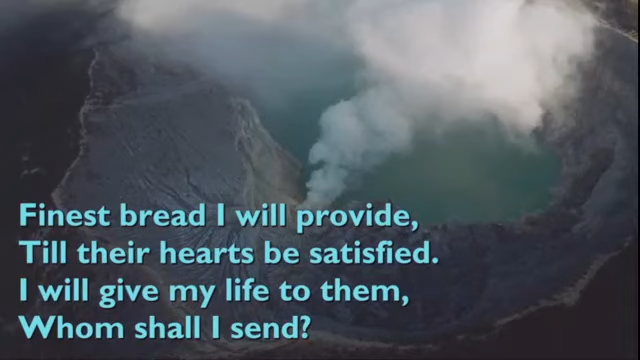 Finest bread I will provide,
Till their hearts be satisfied.
I will give my life to them,
Whom shall I send?